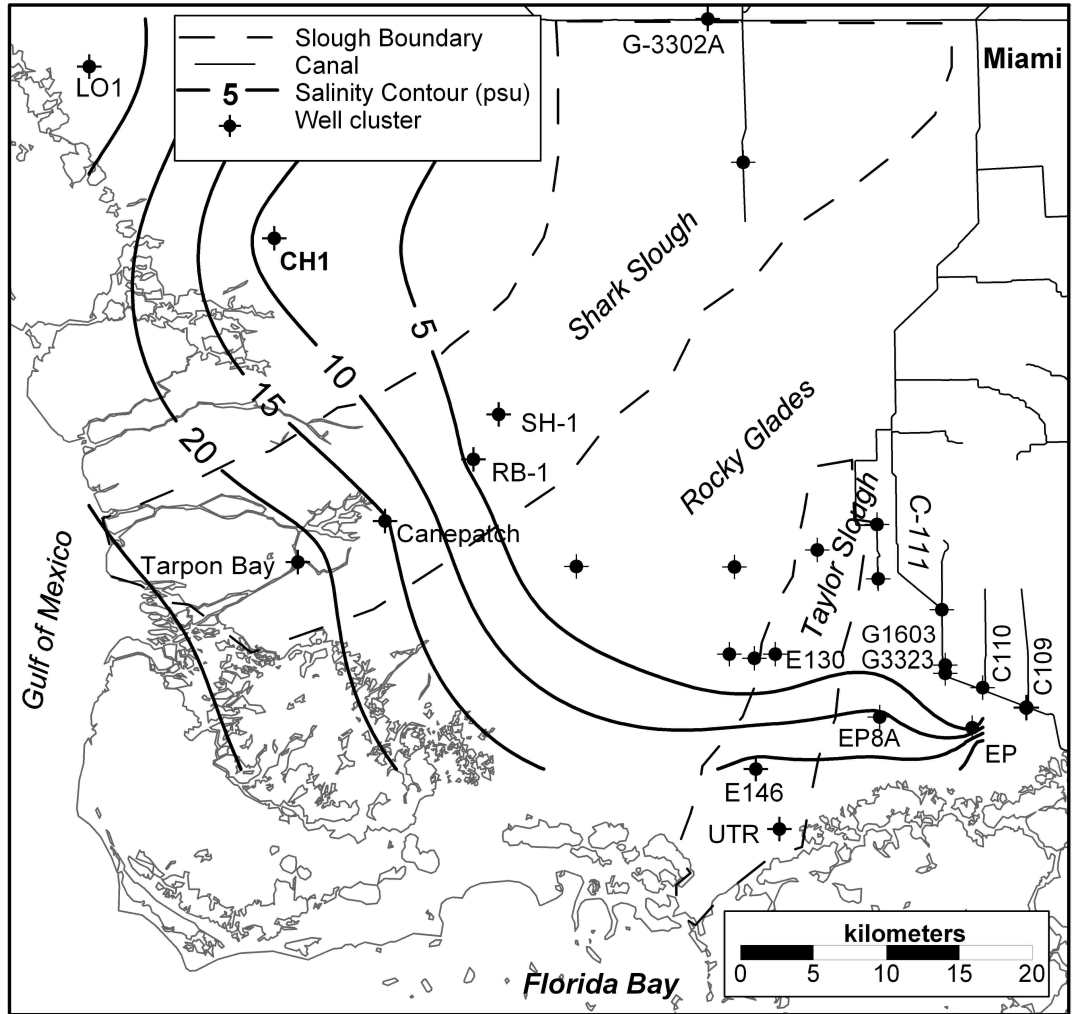 Slough Boundary
Canal
5
Salinity Contour (psu)
Well cluster
G-3302A
Miami
LO1
CH1
Shark Slough
5
10
15
20
SH-1
RB-1
Rocky Glades
Canepatch
Tarpon Bay
Gulf of Mexico
Taylor Slough
C-111
G1603
G3323
E130
C110
C109
EP8A
EP
E146
UTR
Florida Bay
kilometers
0 5 10 15 20